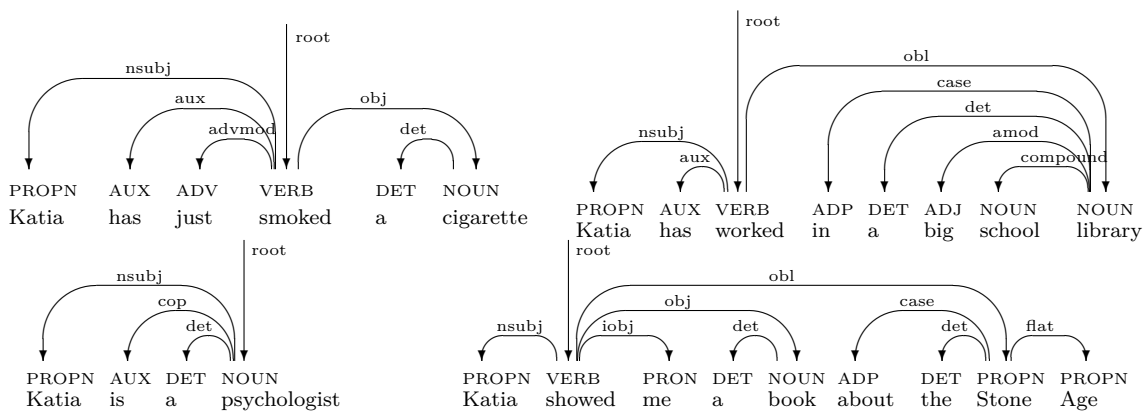 root
nsubj
aux
obj
advmod
det
PROPN AUX ADV VERB DET NOUN
Katia has just smoked a cigarette
root
obl
case
det
nsubj
amod
aux
compound
PROPN AUX VERB ADP DET ADJ NOUN NOUN
Katia has worked in a big school library
root
nsubj
cop
det
PROPN AUX DET NOUN
Katia is a psychologist
root
obl
obj
case
nsubj
iobj
det
det
flat
PROPN VERB PRON DET NOUN ADP DET PROPN PROPN
Katia showed me a book about the Stone Age